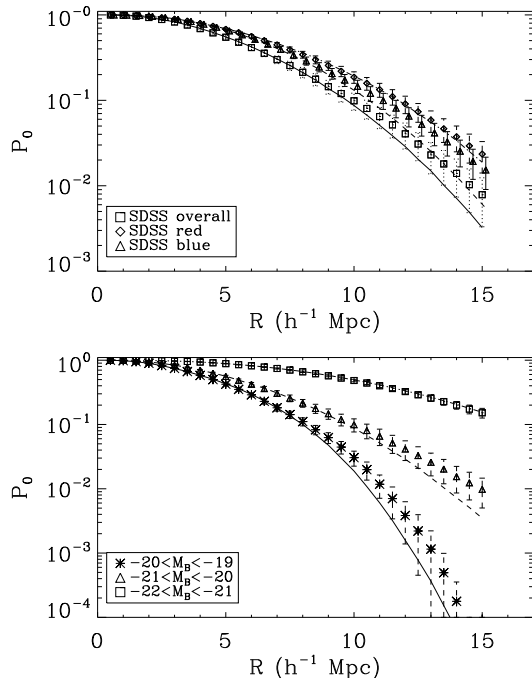 10⁻⁰
10⁻¹
10⁻²
10⁻³
P₀
SDSS overall
SDSS red
SDSS blue
0 5 10 15
R (h⁻¹ Mpc)
10⁰
10⁻¹
10⁻²
10⁻³
10⁻⁴
P₀
-20<M_B<-19
-21<M_B<-20
-22<M_B<-21
0 5 10 15
R (h⁻¹ Mpc)